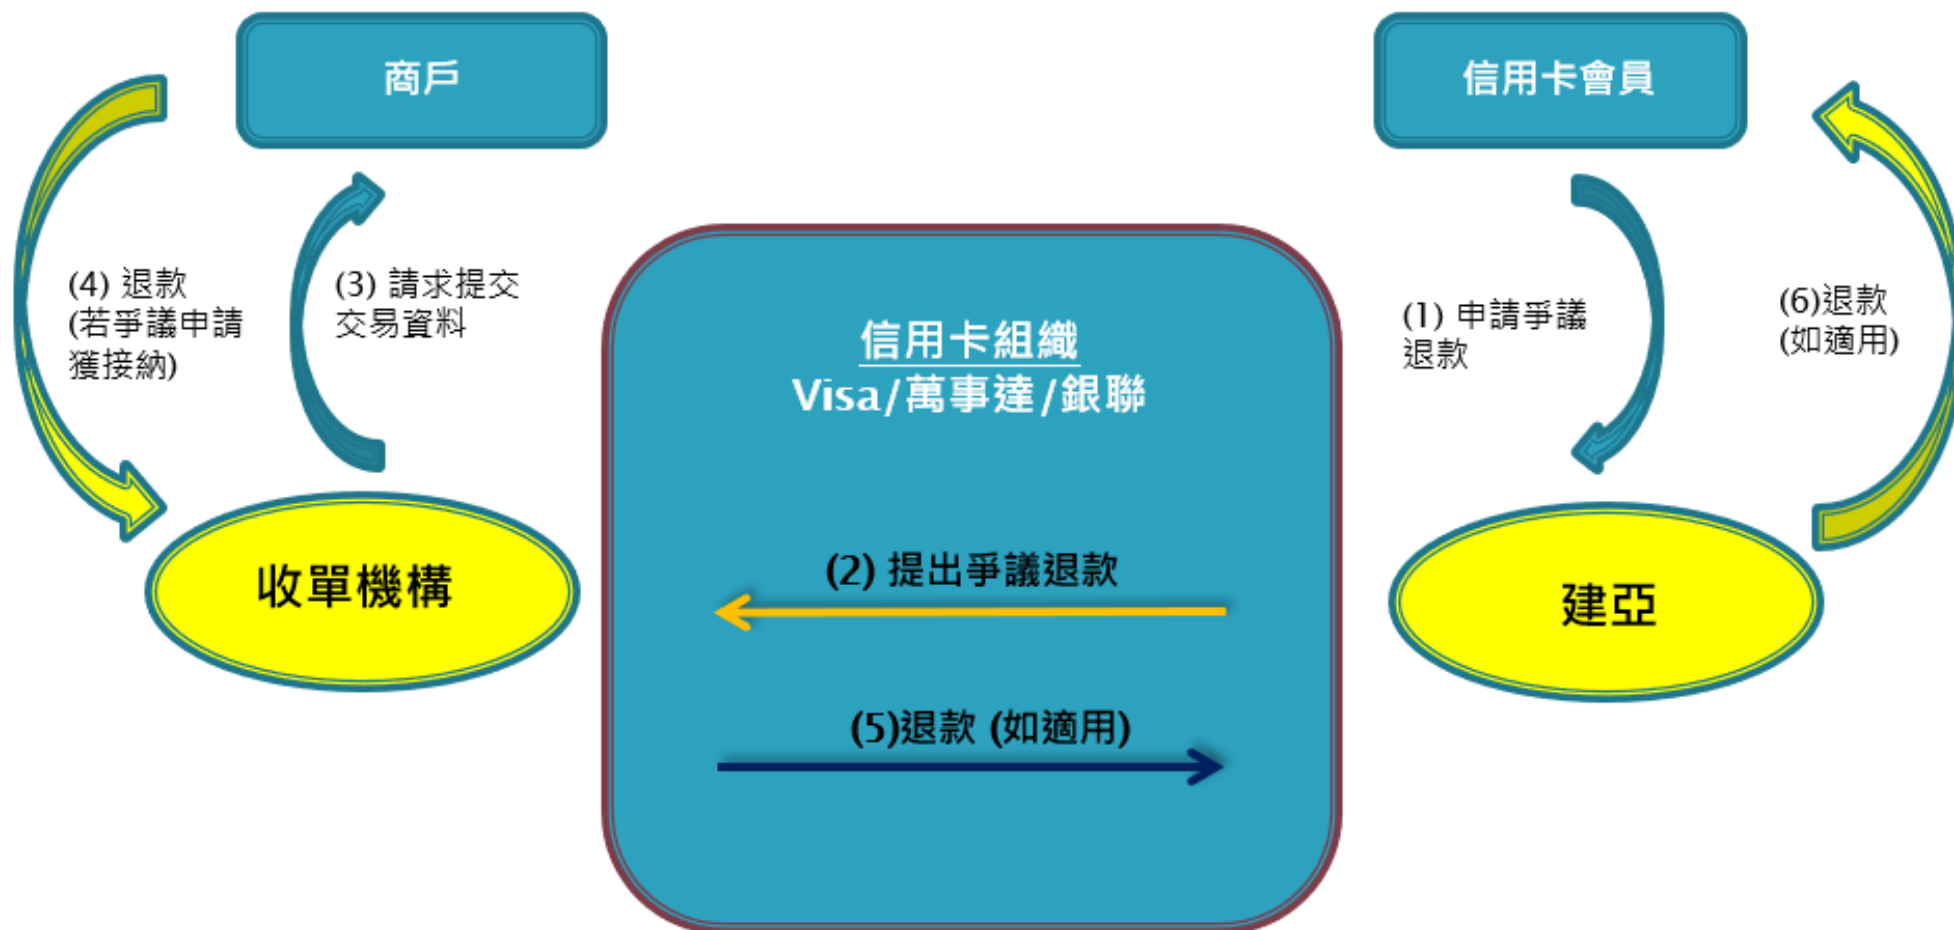 商戶
信用卡會員
(4) 退款
(若爭議申請
獲接納)
(3) 請求提交
交易資料
信用卡組織
Visa/萬事達/銀聯
(1) 申請爭議
退款
(6)退款
(如適用)
收單機構
(2) 提出爭議退款
建亞
(5)退款 (如適用)